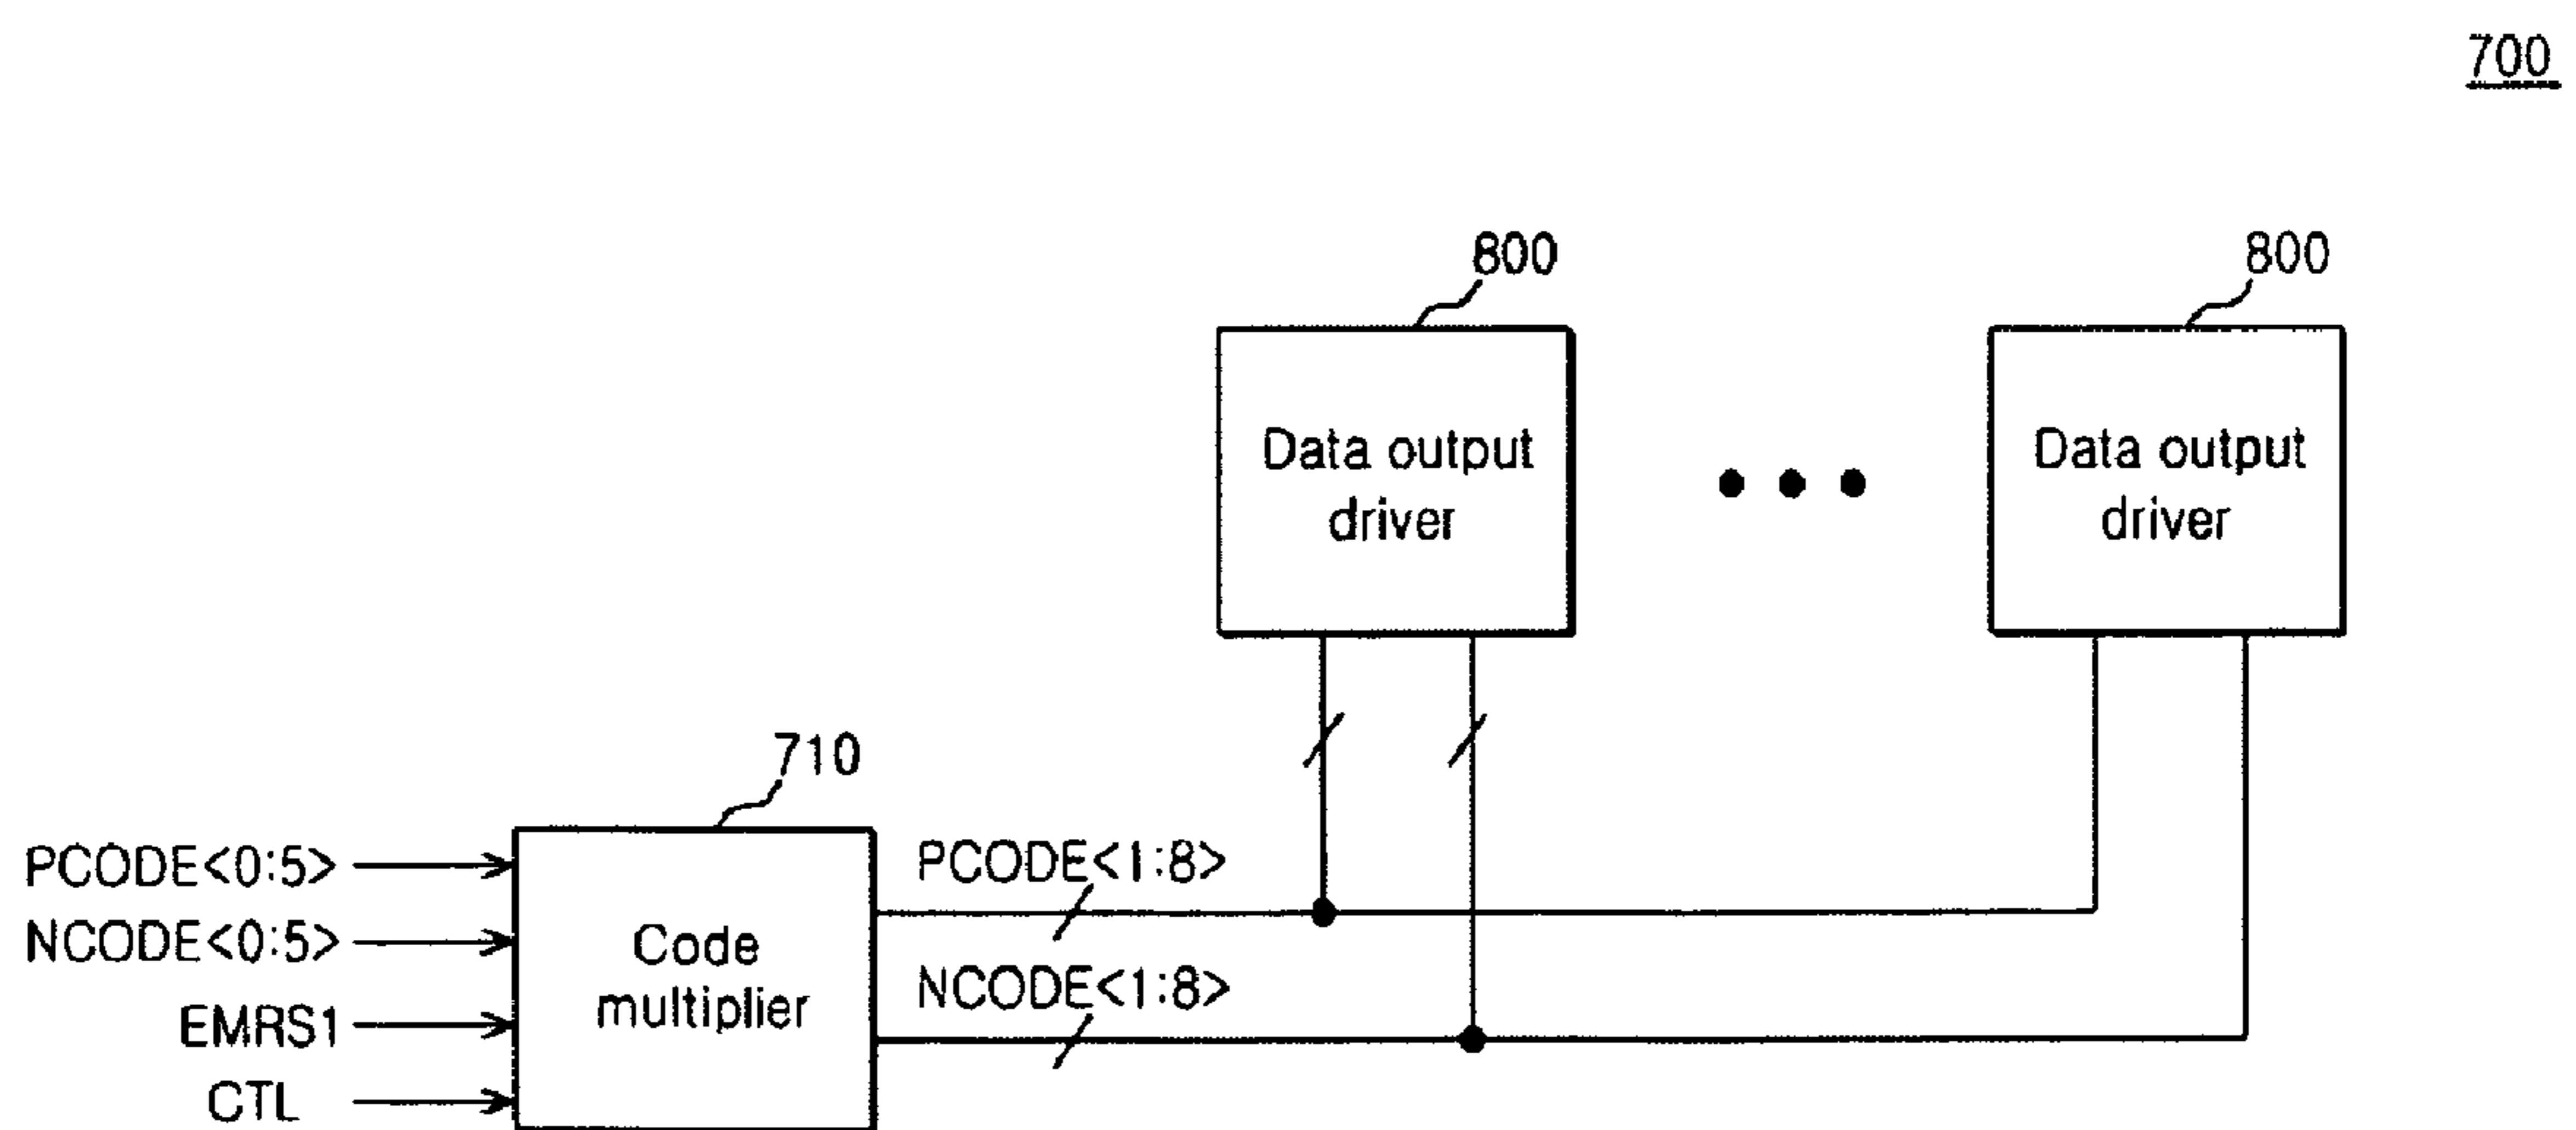 700
800
800
Data output
driver
Data output
driver
710
PCODE<0:5>
NCODE<0:5>
EMRS1
CTL
Code
multiplier
PCODE<1:8>
NCODE<1:8>